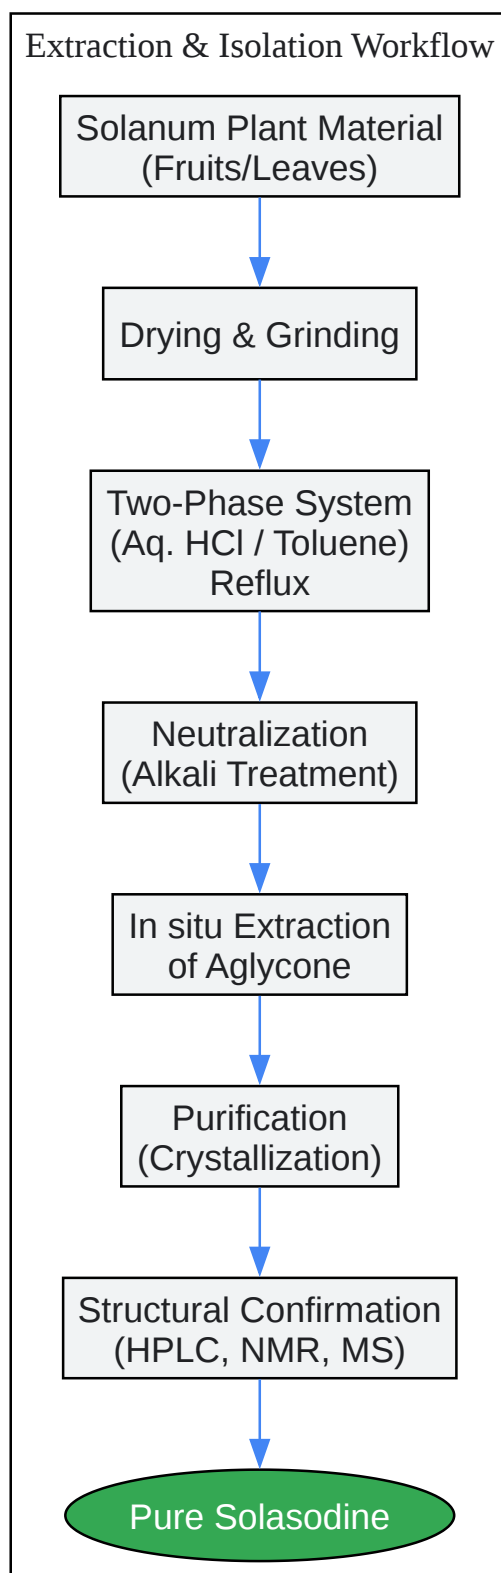 Extraction & Isolation Workflow
Solanum Plant Material
(Fruits/Leaves)
Drying & Grinding
Two-Phase System
(Aq. HCl / Toluene)
Reflux
Neutralization
(Alkali Treatment)
In situ Extraction
of Aglycone
Purification
(Crystallization)
Structural Confirmation
(HPLC, NMR, MS)
Pure Solasodine